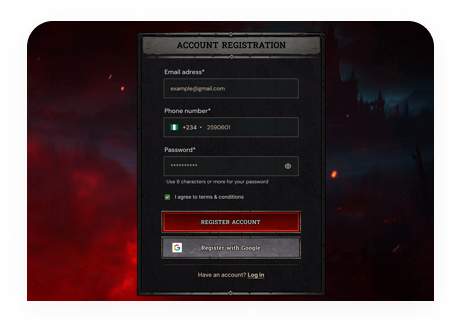 ACCOUNT REGISTRATION
Email adress*
example@gmail.com
Phone number*
+234 2590601
Password*
**********
Use 8 characters or more for your password
I agree to terms & conditions
REGISTER ACCOUNT
Register with Google
Have an account? Log in